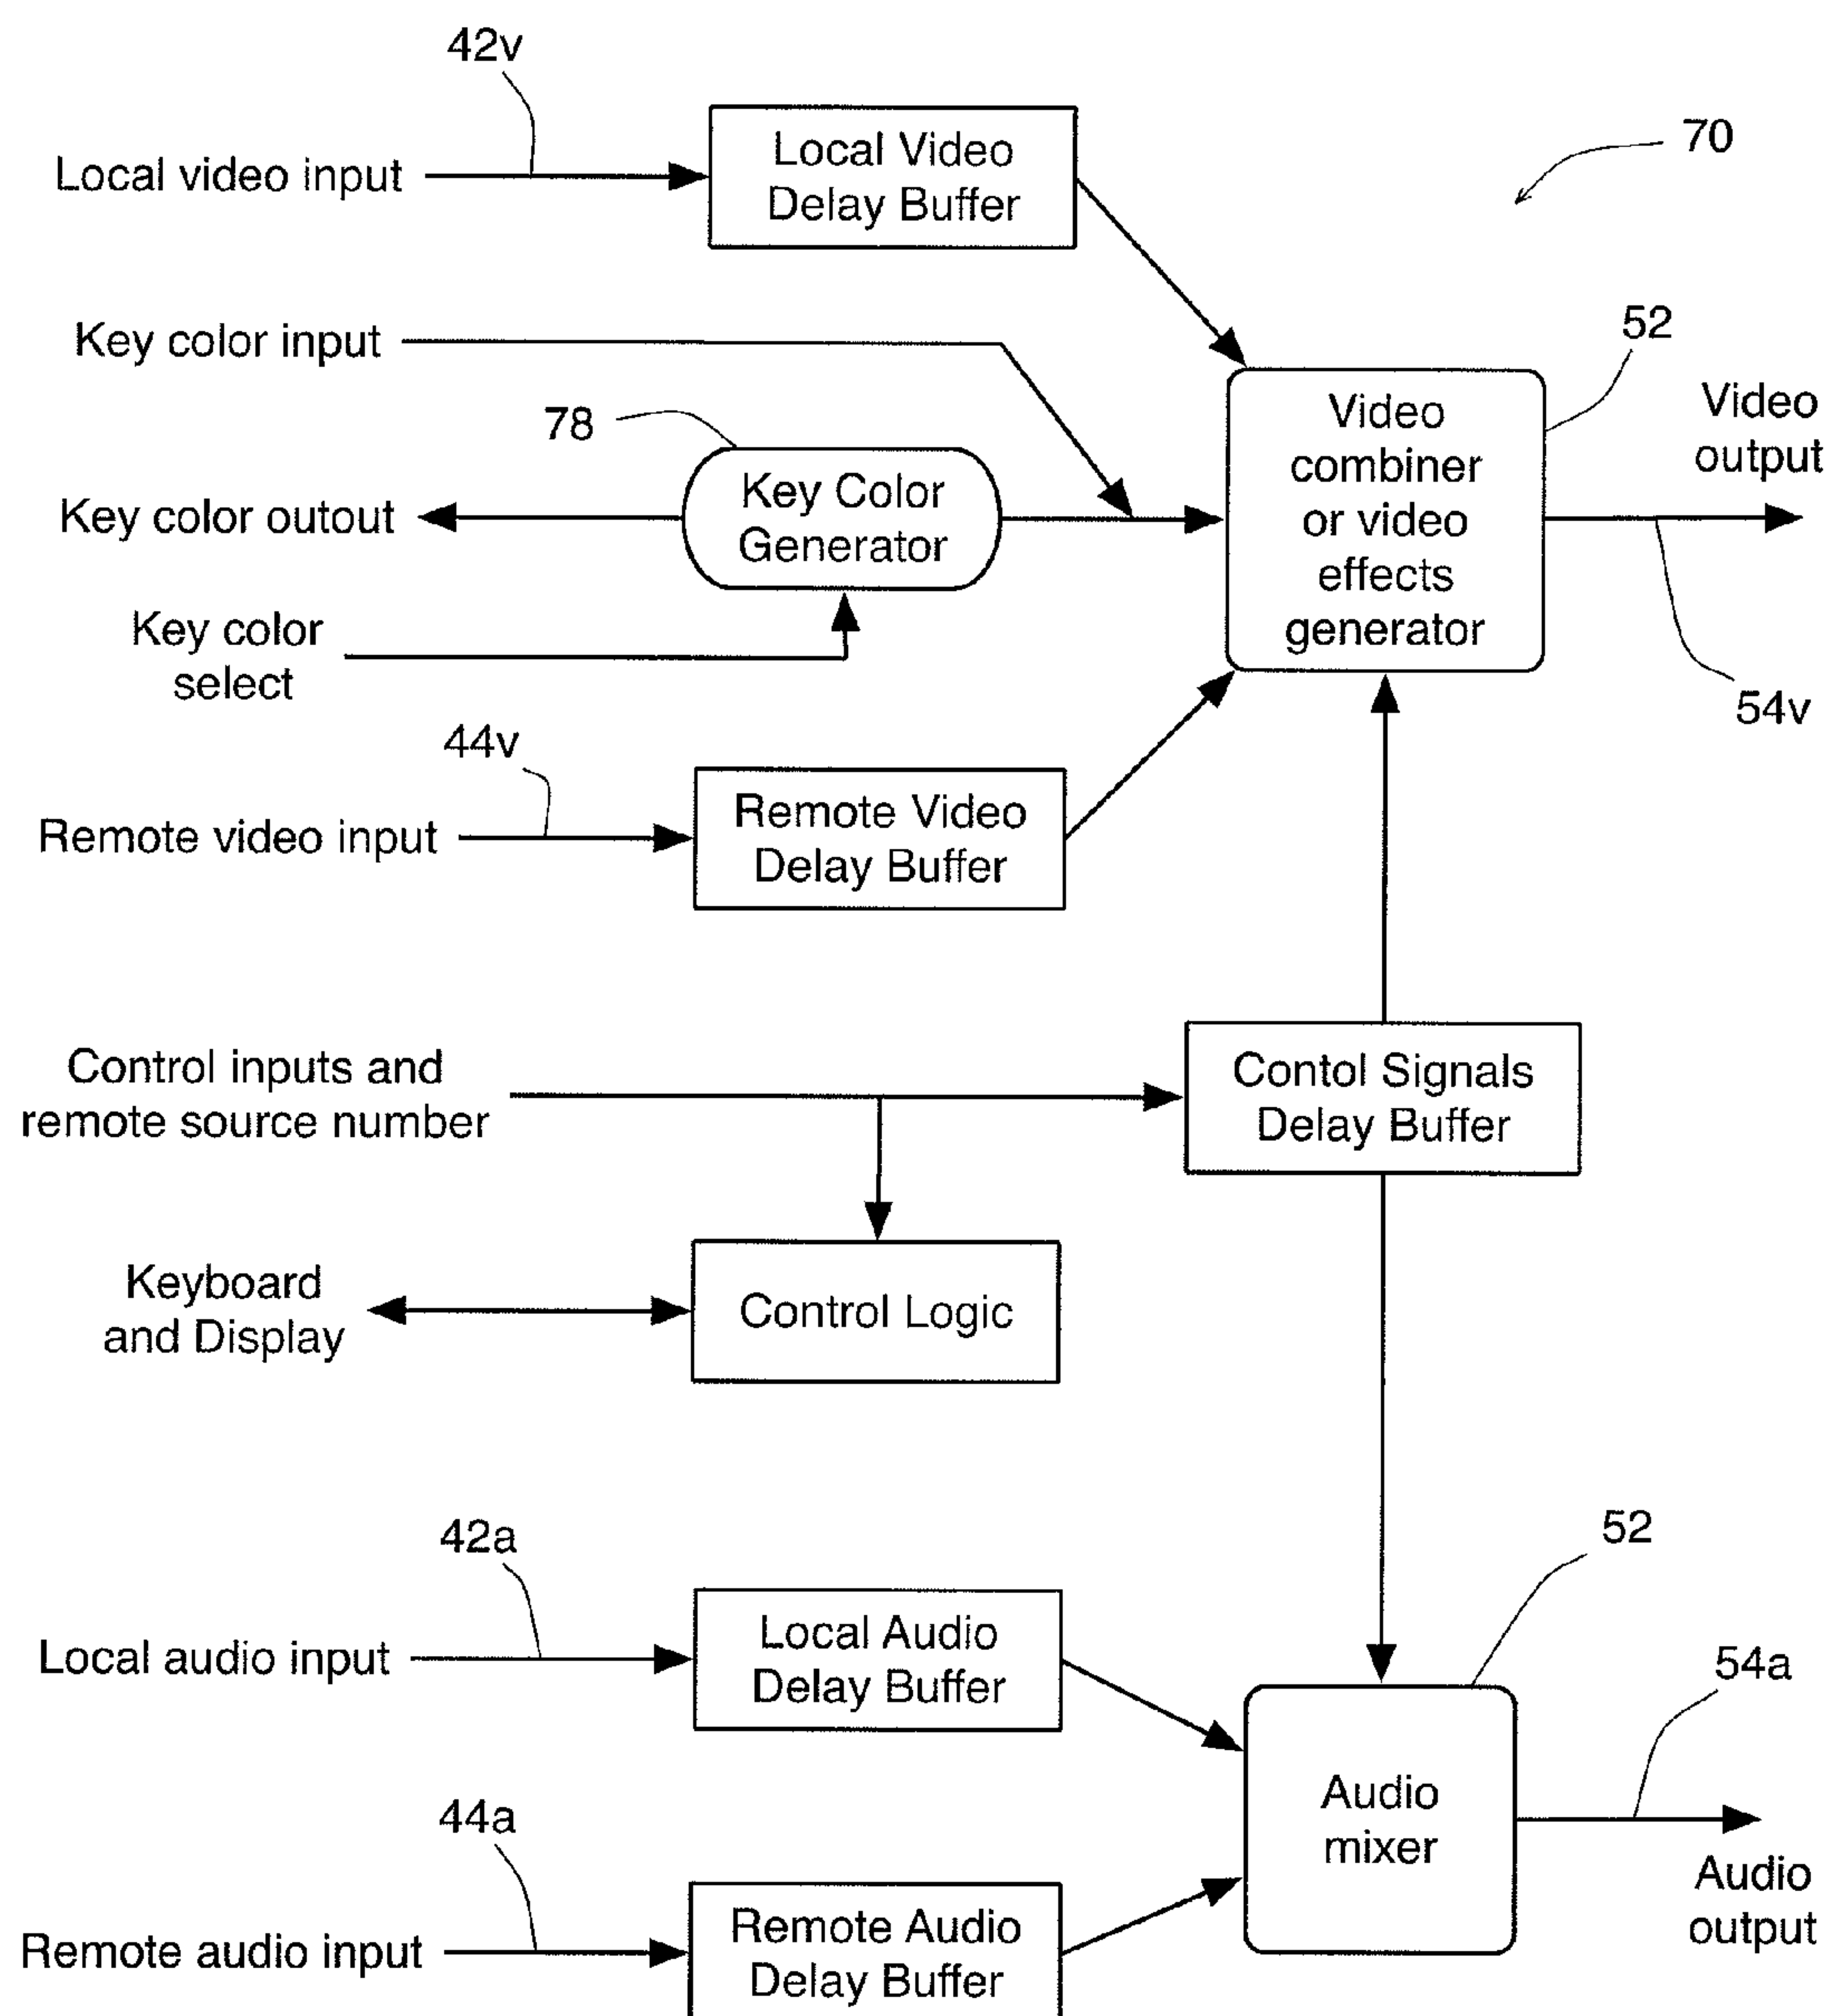 42v
Local video input
Local Video
Delay Buffer
70
Key color input
52
Video
combiner
or video
effects
generator
Video
output
78
Key Color
Generator
Key color outout
Key color
select
54v
44v
Remote video input
Remote Video
Delay Buffer
Control inputs and
remote source number
Contol Signals
Delay Buffer
Keyboard
and Display
Control Logic
42a
Local audio input
Local Audio
Delay Buffer
52
54a
Audio
mixer
Audio
output
44a
Remote audio input
Remote Audio
Delay Buffer